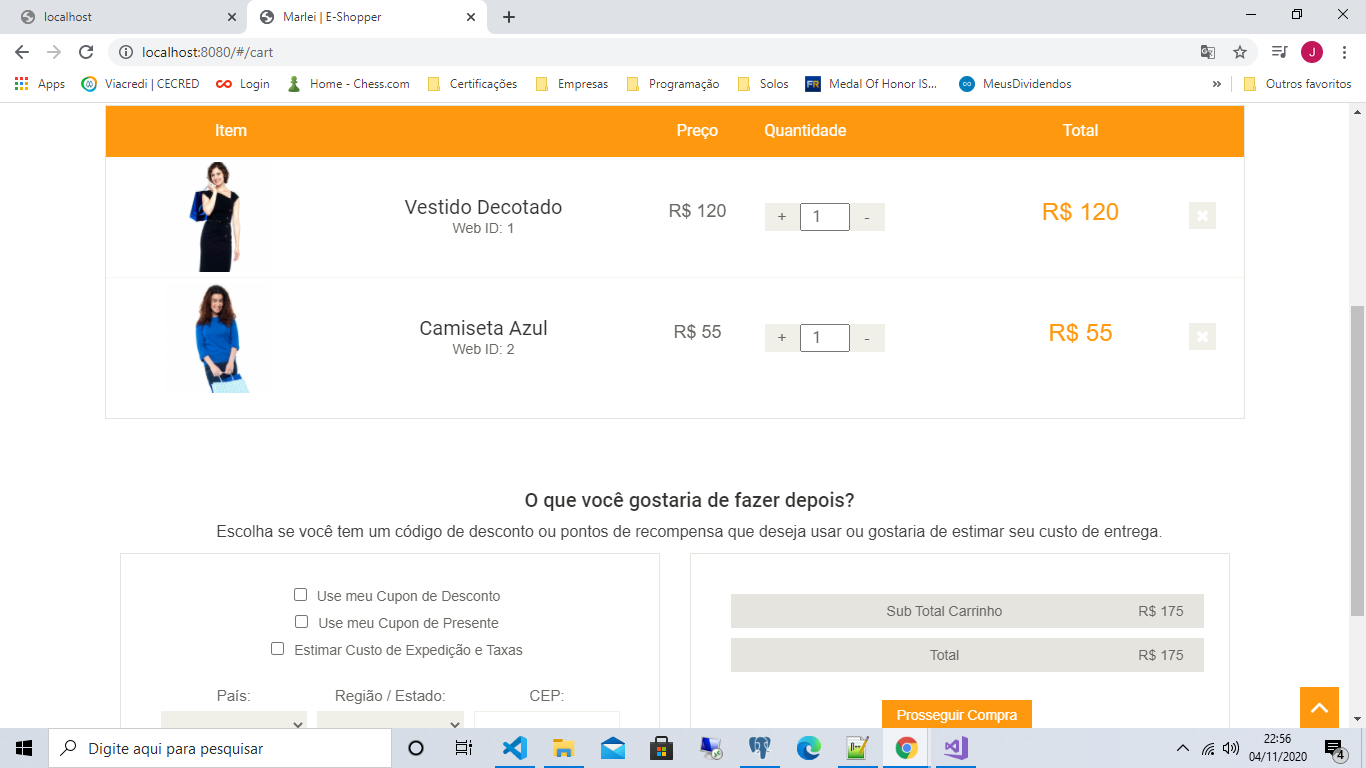 localhost
Marlei | E-Shopper
localhost:8080/#/cart
J
Apps
Viacredi | CECRED
Login
Home - Chess.com
Certificações
Empresas
Programação
Solos
FR
Medal Of Honor IS...
MeusDividendos
»
Outros favoritos
Item Preço Quantidade Total
Vestido Decotado
Web ID: 1
R$ 120
+ 1 -
R$ 120
Camiseta Azul
Web ID: 2
R$ 55
+ 1 -
R$ 55
O que você gostaria de fazer depois?
Escolha se você tem um código de desconto ou pontos de recompensa que deseja usar ou gostaria de estimar seu custo de entrega.
Use meu Cupon de Desconto
Use meu Cupon de Presente
Estimar Custo de Expedição e Taxas
País: Região / Estado: CEP:
Sub Total Carrinho R$ 175
Total R$ 175
Prosseguir Compra
Digite aqui para pesquisar
22:56
04/11/2020
4